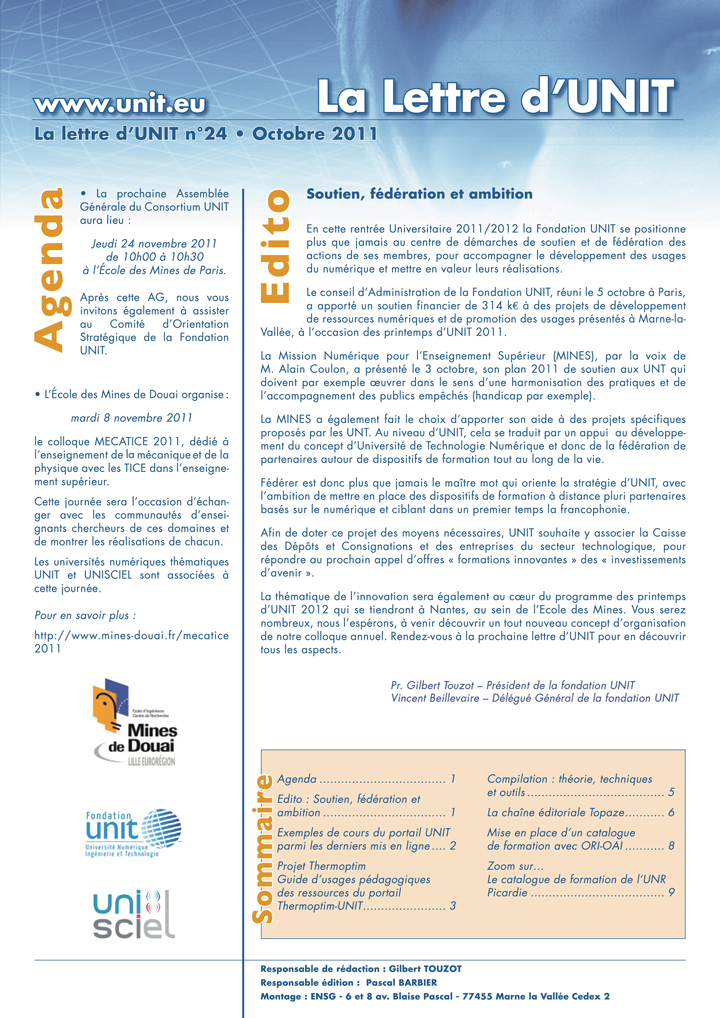 www.unit.eu
La Lettre d'UNIT
La lettre d'UNIT n°24 • Octobre 2011
Agenda
• La prochaine Assemblée
Générale du Consortium UNIT
aura lieu :
Jeudi 24 novembre 2011
de 10h00 à 10h30
à l'École des Mines de Paris.
Après cette AG, nous vous
invitons également à assister
au Comité d'Orientation
Stratégique de la Fondation
UNIT.
• L'École des Mines de Douai organise :
mardi 8 novembre 2011
le colloque MECATICE 2011, dédié à
l'enseignement de la mécanique et de la
physique avec les TICE dans l'enseigne-
ment supérieur.
Cette journée sera l'occasion d'échan-
ger avec les communautés d'ensei-
gnants chercheurs de ces domaines et
de montrer les réalisations de chacun.
Les universités numériques thématiques
UNIT et UNISCIEL sont associées à
cette journée.
Pour en savoir plus :
http://www.mines-douai.fr/mecatice
2011
Ecole d'Ingénieurs
Centre de Recherche
Mines
de Douai
LILLE EURORÉGION
Fondation
unit
Université Numérique
Ingénierie et Technologie
uni
sciel
Edito
Soutien, fédération et ambition
En cette rentrée Universitaire 2011/2012 la Fondation UNIT se positionne
plus que jamais au centre de démarches de soutien et de fédération des
actions de ses membres, pour accompagner le développement des usages
du numérique et mettre en valeur leurs réalisations.
Le conseil d'Administration de la Fondation UNIT, réuni le 5 octobre à Paris,
a apporté un soutien financier de 314 k€ à des projets de développement
de ressources numériques et de promotion des usages présentés à Marne-la-
Vallée, à l'occasion des printemps d'UNIT 2011.
La Mission Numérique pour l'Enseignement Supérieur (MINES), par la voix de
M. Alain Coulon, a présenté le 3 octobre, son plan 2011 de soutien aux UNT qui
doivent par exemple œuvrer dans le sens d'une harmonisation des pratiques et de
l'accompagnement des publics empêchés (handicap par exemple).
La MINES a également fait le choix d'apporter son aide à des projets spécifiques
proposés par les UNT. Au niveau d'UNIT, cela se traduit par un appui au développe-
ment du concept d'Université de Technologie Numérique et donc de la fédération de
partenaires autour de dispositifs de formation tout au long de la vie.
Fédérer est donc plus que jamais le maître mot qui oriente la stratégie d'UNIT, avec
l'ambition de mettre en place des dispositifs de formation à distance pluri partenaires
basés sur le numérique et ciblant dans un premier temps la francophonie.
Afin de doter ce projet des moyens nécessaires, UNIT souhaite y associer la Caisse
des Dépôts et Consignations et des entreprises du secteur technologique, pour
répondre au prochain appel d'offres « formations innovantes » des « investissements
d'avenir ».
La thématique de l'innovation sera également au cœur du programme des printemps
d'UNIT 2012 qui se tiendront à Nantes, au sein de l'Ecole des Mines. Vous serez
nombreux, nous l'espérons, à venir découvrir un tout nouveau concept d'organisation
de notre colloque annuel. Rendez-vous à la prochaine lettre d'UNIT pour en découvrir
tous les aspects.
Pr. Gilbert Touzot – Président de la fondation UNIT
Vincent Beillevaire – Délégué Général de la fondation UNIT
Sommaire
Agenda ................................... 1
Edito : Soutien, fédération et
ambition .................................. 1
Exemples de cours du portail UNIT
parmi les derniers mis en ligne .... 2
Projet Thermoptim
Guide d'usages pédagogiques
des ressources du portail
Thermoptim-UNIT....................... 3
Compilation : théorie, techniques
et outils ...................................... 5
La chaîne éditoriale Topaze........... 6
Mise en place d'un catalogue
de formation avec ORI-OAI ........... 8
Zoom sur...
Le catalogue de formation de l'UNR
Picardie ..................................... 9
Responsable de rédaction : Gilbert TOUZOT
Responsable édition : Pascal BARBIER
Montage : ENSG - 6 et 8 av. Blaise Pascal - 77455 Marne la Vallée Cedex 2